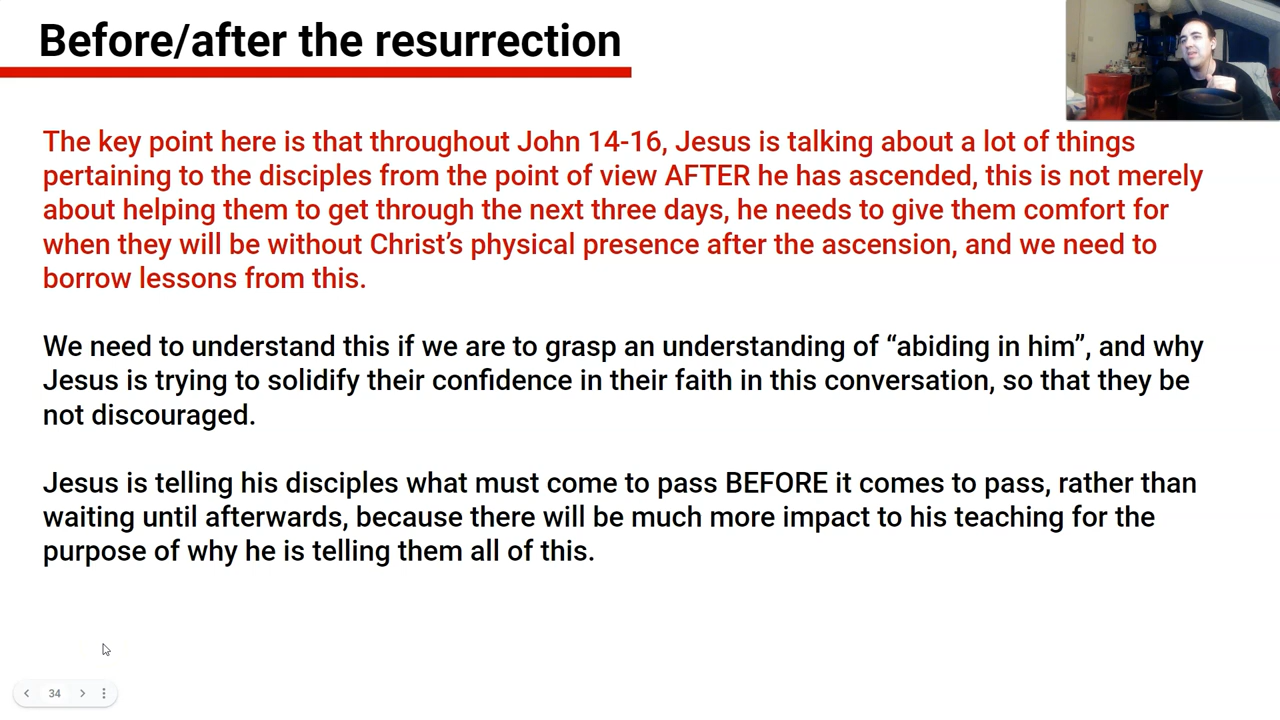 Before/after the resurrection
The key point here is that throughout John 14-16, Jesus is talking about a lot of things
pertaining to the disciples from the point of view AFTER he has ascended, this is not merely
about helping them to get through the next three days, he needs to give them comfort for
when they will be without Christ’s physical presence after the ascension, and we need to
borrow lessons from this.
We need to understand this if we are to grasp an understanding of “abiding in him”, and why
Jesus is trying to solidify their confidence in their faith in this conversation, so that they be
not discouraged.
Jesus is telling his disciples what must come to pass BEFORE it comes to pass, rather than
waiting until afterwards, because there will be much more impact to his teaching for the
purpose of why he is telling them all of this.
34